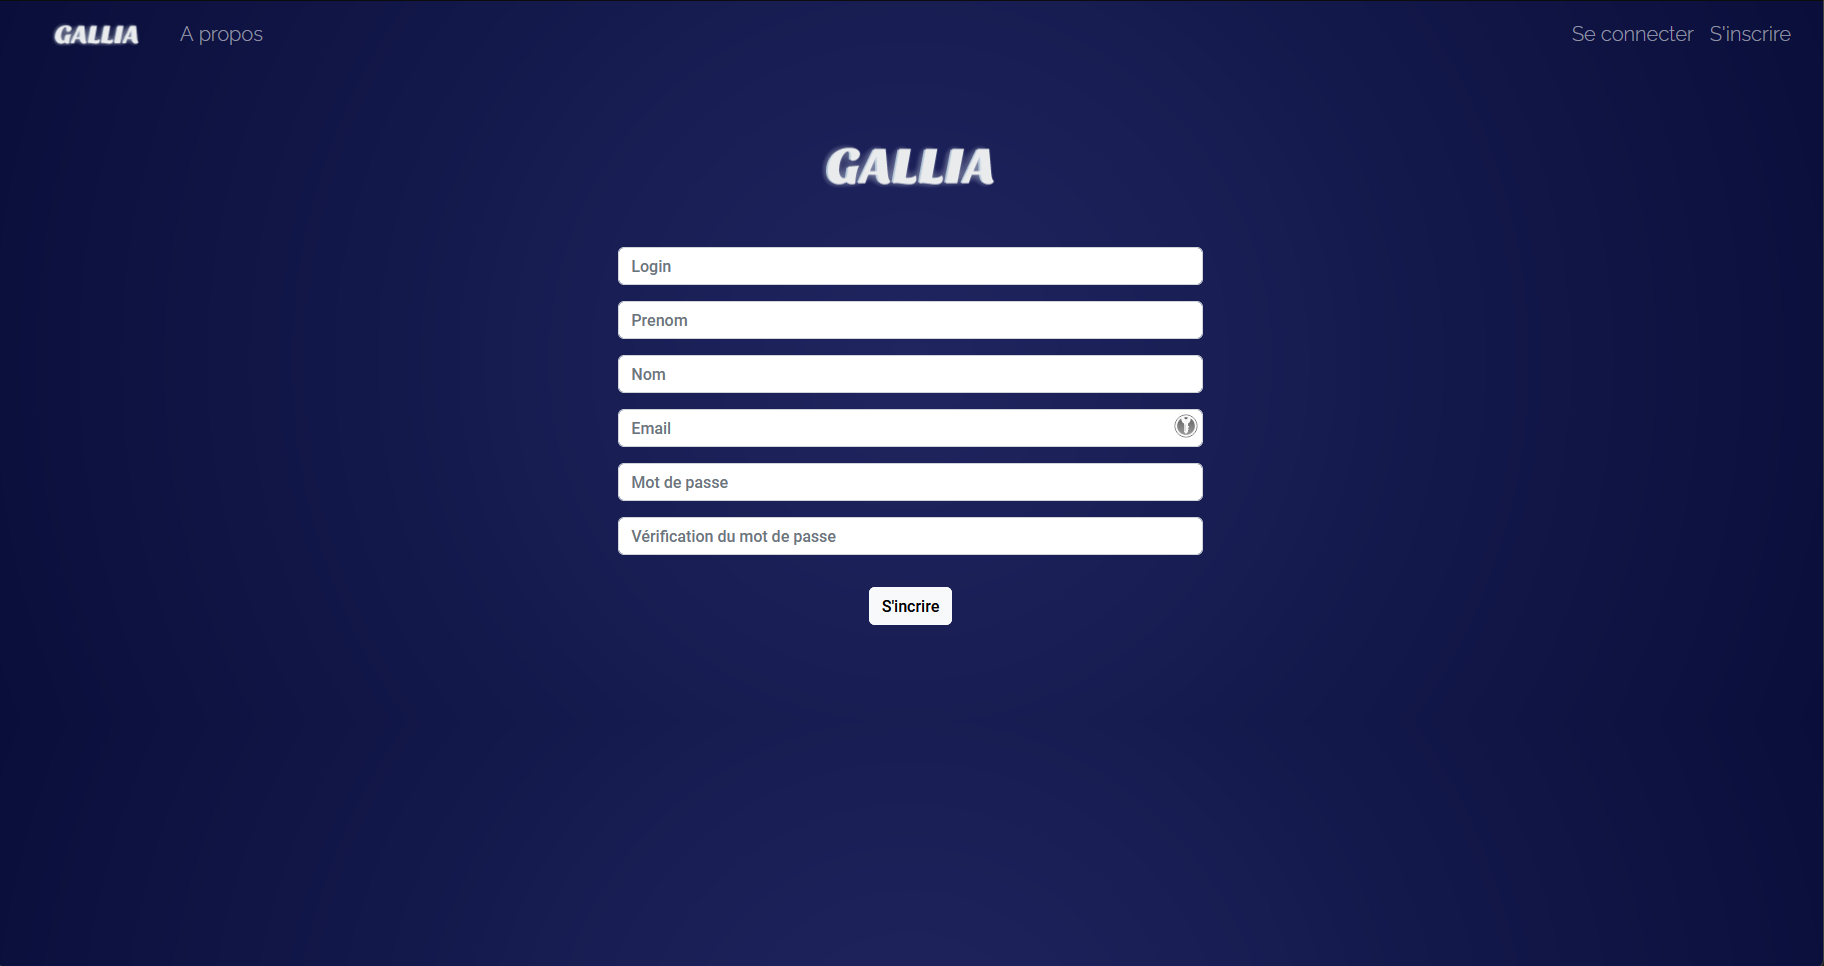 GALLIA A propos Se connecter S'inscrire
GALLIA
Login
Prenom
Nom
Email
Mot de passe
Vérification du mot de passe
S'incrire